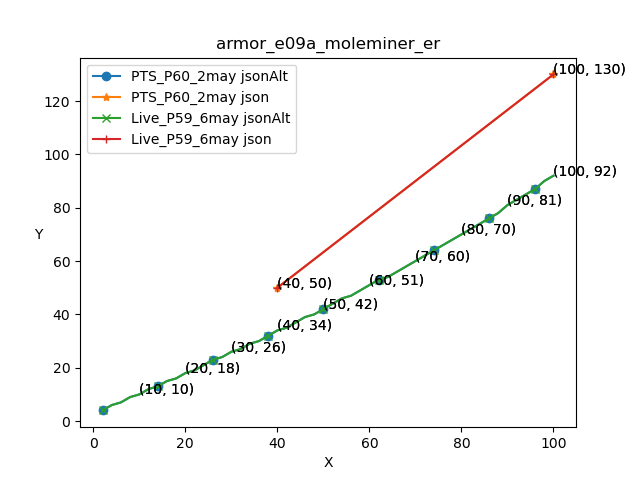 armor_e09a_moleminer_er
PTS_P60_2may jsonAlt
PTS_P60_2may json
Live_P59_6may jsonAlt
Live_P59_6may json
(100, 130)
(100, 92)
(90, 81)
(80, 70)
(70, 60)
(60, 51)
(40, 50)
(50, 42)
(40, 34)
(30, 26)
(20, 18)
(10, 10)
Y
120
100
80
60
40
20
0
0 20 40 60 80 100
X